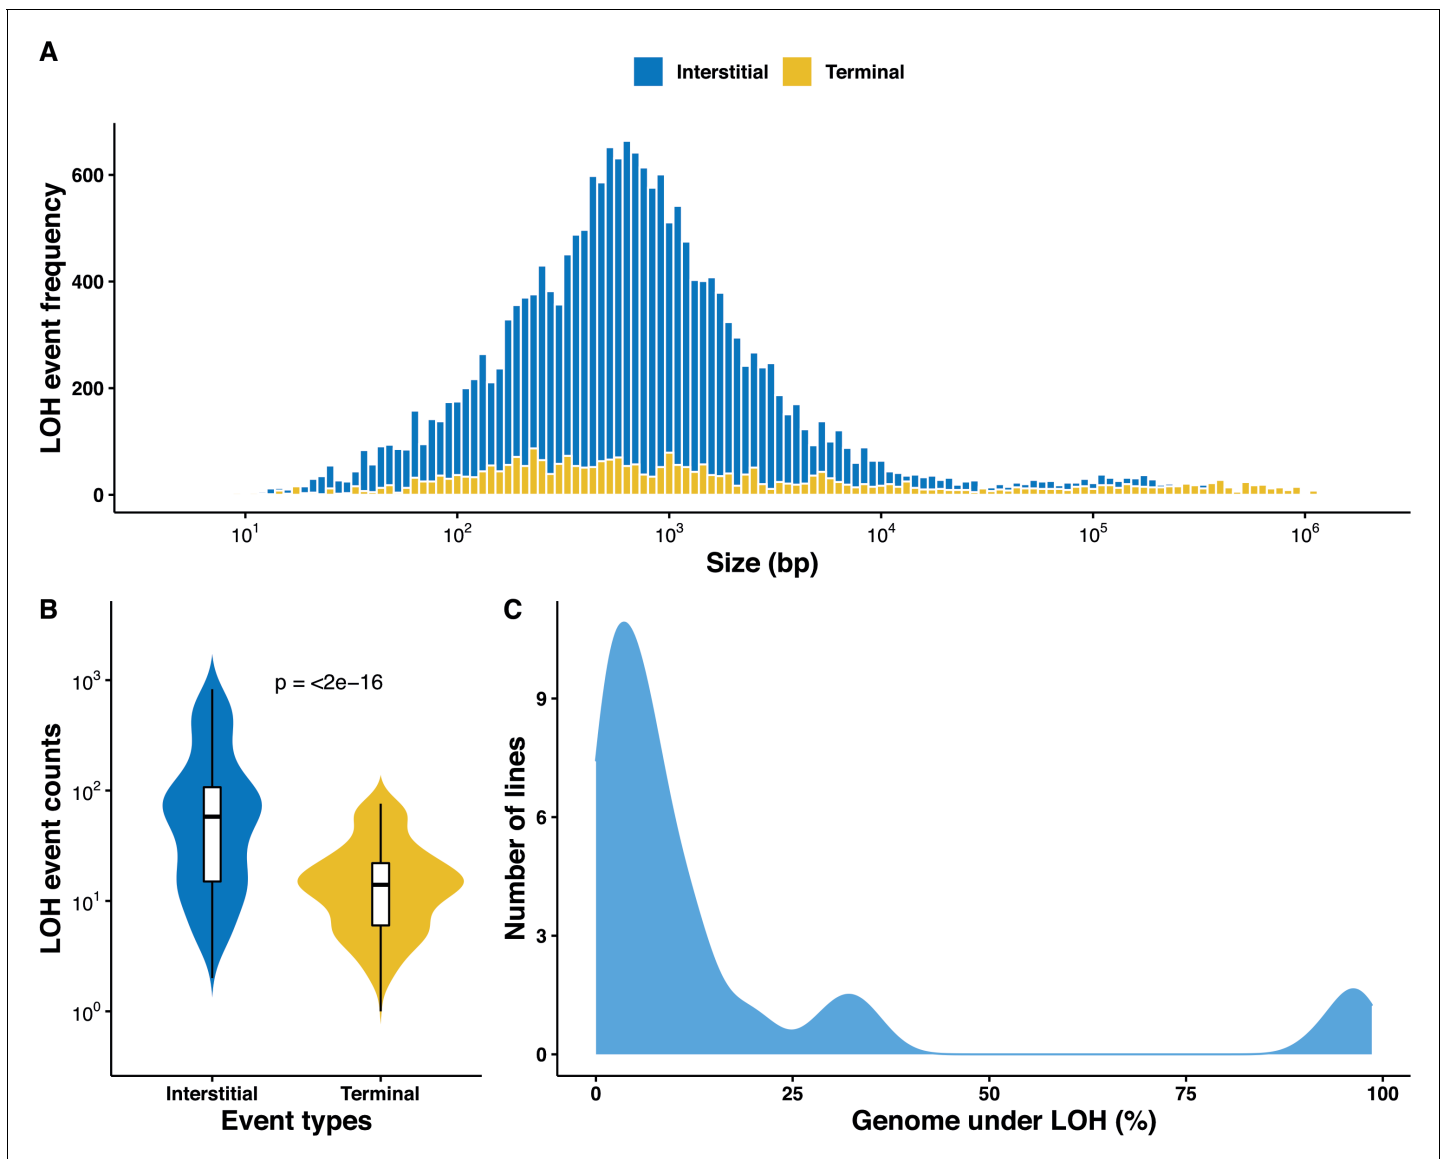 A
Interstitial Terminal
LOH event frequency
600
400
200
0
10¹ 10² 10³ 10⁴ 10⁵ 10⁶
Size (bp)
B
LOH event counts
10³
10²
10¹
10⁰
p = <2e−16
Interstitial Terminal
Event types
C
Number of lines
9
6
3
0
0 25 50 75 100
Genome under LOH (%)